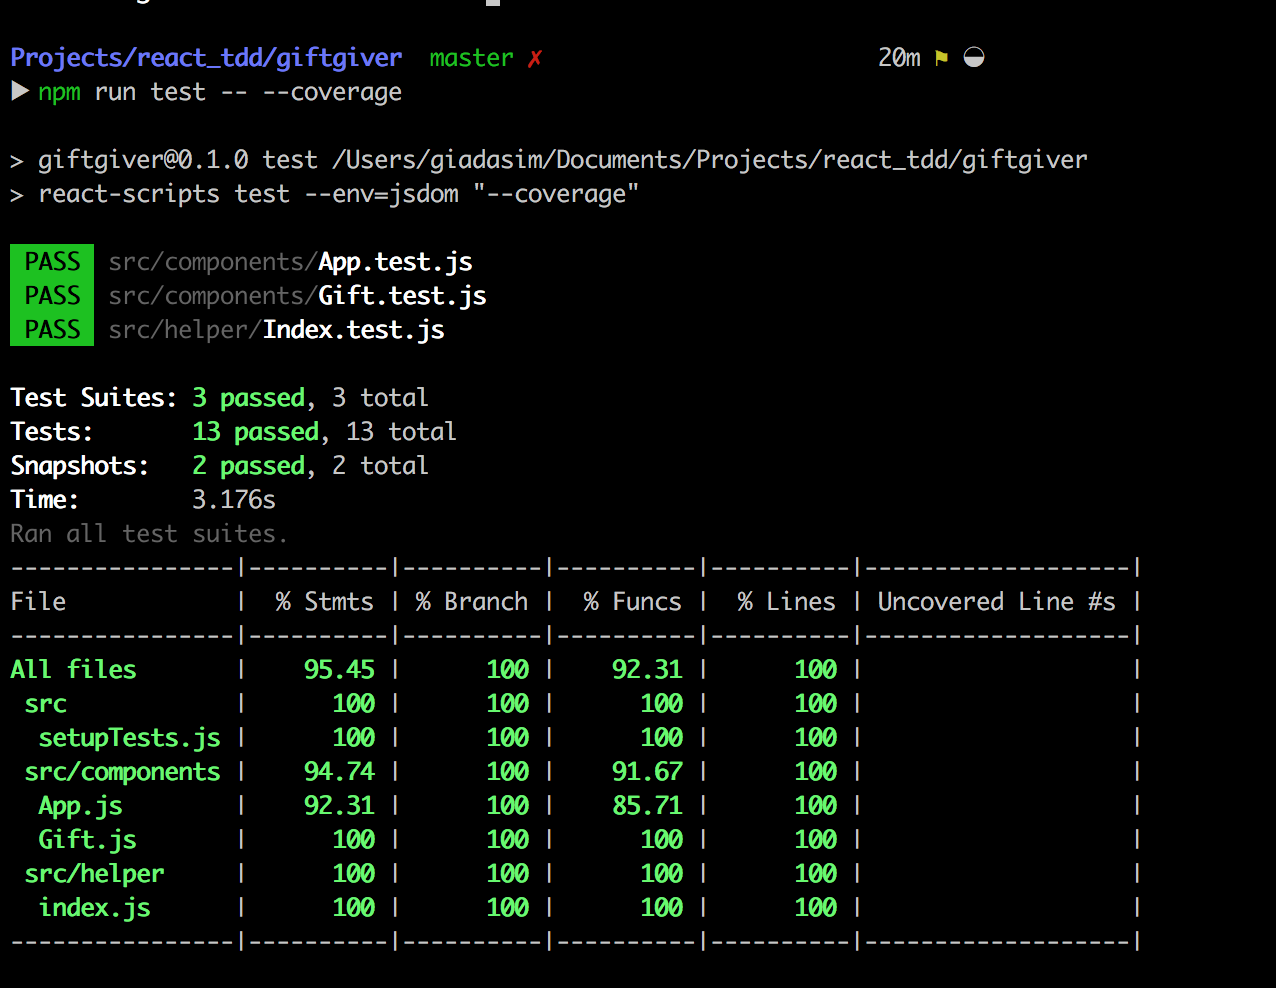 Projects/react_tdd/giftgiver  master ✗ 20m ⚑ ◒
▶ npm run test -- --coverage
> giftgiver@0.1.0 test /Users/giadasim/Documents/Projects/react_tdd/giftgiver
> react-scripts test --env=jsdom "--coverage"
PASS src/components/App.test.js
PASS src/components/Gift.test.js
PASS src/helper/Index.test.js
Test Suites: 3 passed, 3 total
Tests:       13 passed, 13 total
Snapshots:   2 passed, 2 total
Time:        3.176s
Ran all test suites.
----------------|----------|----------|----------|----------|-------------------|
File            |  % Stmts | % Branch |  % Funcs |  % Lines | Uncovered Line #s |
----------------|----------|----------|----------|----------|-------------------|
All files       |    95.45 |      100 |    92.31 |      100 |                   |
 src            |      100 |      100 |      100 |      100 |                   |
  setupTests.js |      100 |      100 |      100 |      100 |                   |
 src/components |    94.74 |      100 |    91.67 |      100 |                   |
  App.js        |    92.31 |      100 |    85.71 |      100 |                   |
  Gift.js       |      100 |      100 |      100 |      100 |                   |
 src/helper     |      100 |      100 |      100 |      100 |                   |
  index.js      |      100 |      100 |      100 |      100 |                   |
----------------|----------|----------|----------|----------|-------------------|